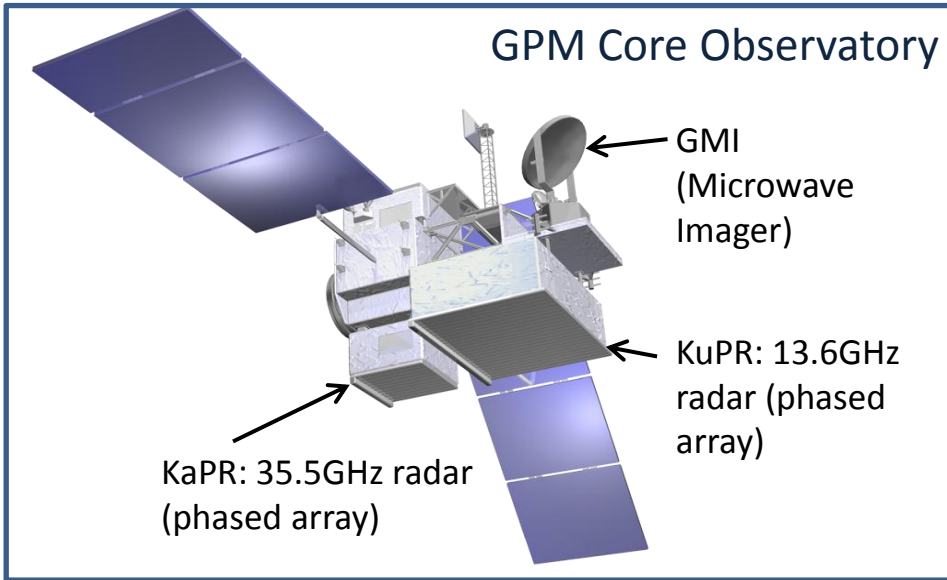 GPM Core Observatory
GMI
(Microwave
Imager)
KuPR: 13.6GHz
radar (phased
array)
KaPR: 35.5GHz radar
(phased array)